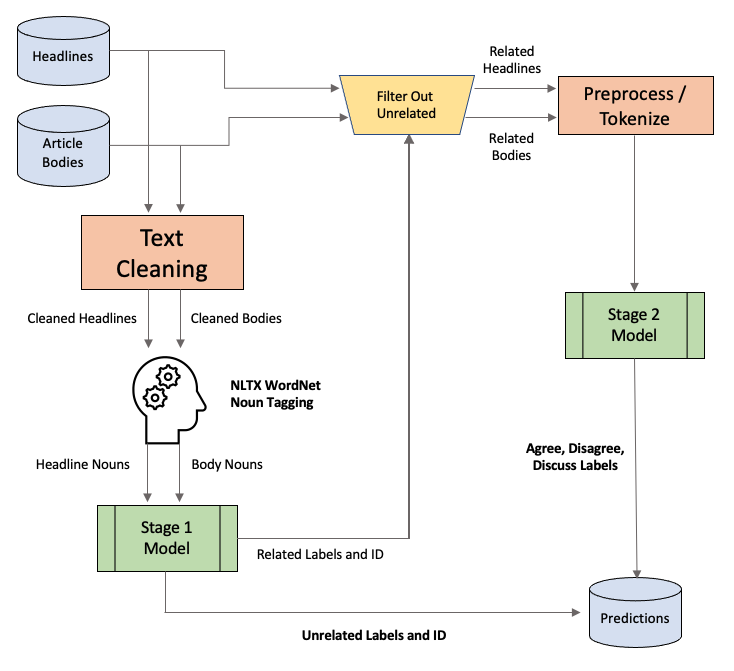 Headlines
Article
Bodies
Filter Out
Unrelated
Related
Headlines
Related
Bodies
Preprocess /
Tokenize
Text
Cleaning
Cleaned Headlines
Cleaned Bodies
NLTX WordNet
Noun Tagging
Headline Nouns
Body Nouns
Stage 1
Model
Related Labels and ID
Unrelated Labels and ID
Stage 2
Model
Agree, Disagree,
Discuss Labels
Predictions